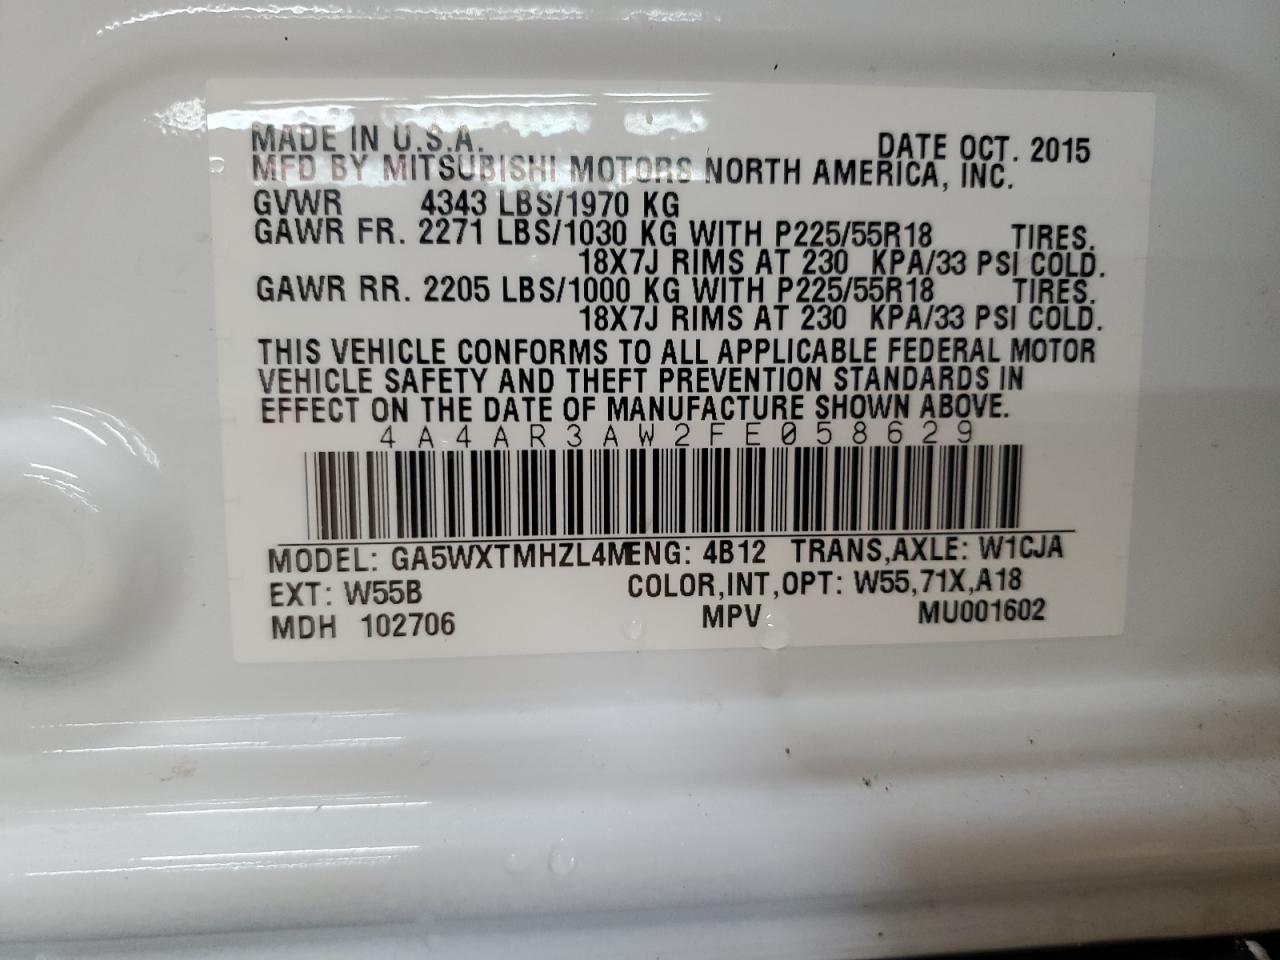 MADE IN U.S.A. DATE OCT. 2015
MFD BY MITSUBISHI MOTORS NORTH AMERICA, INC.
GVWR 4343 LBS/1970 KG
GAWR FR. 2271 LBS/1030 KG WITH P225/55R18 TIRES.
18X7J RIMS AT 230 KPA/33 PSI COLD.
GAWR RR. 2205 LBS/1000 KG WITH P225/55R18 TIRES.
18X7J RIMS AT 230 KPA/33 PSI COLD.
THIS VEHICLE CONFORMS TO ALL APPLICABLE FEDERAL MOTOR
VEHICLE SAFETY AND THEFT PREVENTION STANDARDS IN
EFFECT ON THE DATE OF MANUFACTURE SHOWN ABOVE.
4A4AR3AW2FE058629
MODEL: GA5WXTMHZL4M ENG: 4B12 TRANS,AXLE: W1CJA
EXT: W55B COLOR,INT,OPT: W55,71X,A18
MDH 102706 MPV MU001602